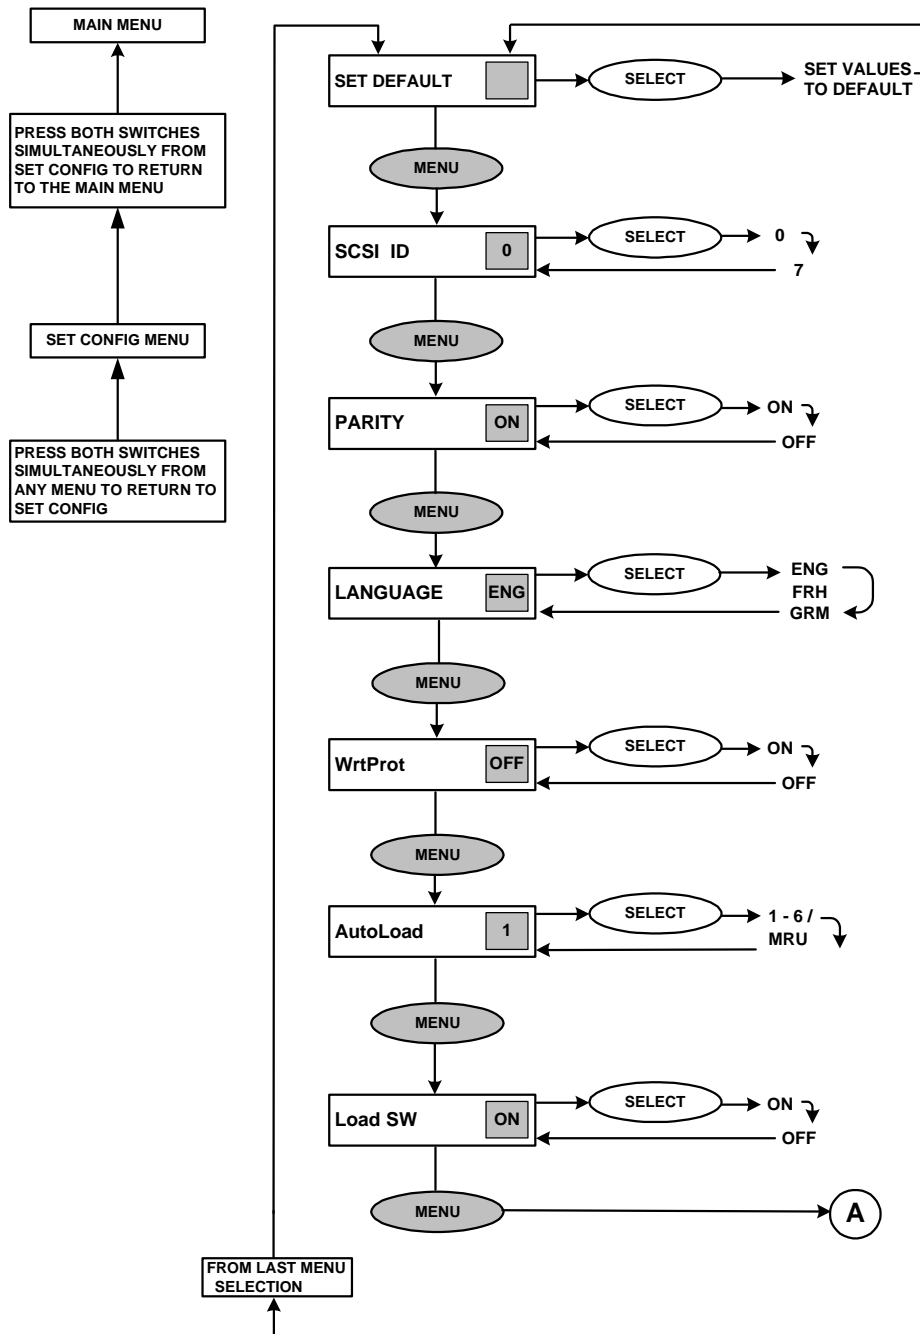 MAIN MENU
PRESS BOTH SWITCHES
SIMULTANEOUSLY FROM
SET CONFIG TO RETURN
TO THE MAIN MENU
SET CONFIG MENU
PRESS BOTH SWITCHES
SIMULTANEOUSLY FROM
ANY MENU TO RETURN TO
SET CONFIG
SET DEFAULT
SELECT
SET VALUES
TO DEFAULT
MENU
SCSI ID 0
SELECT
0
7
MENU
PARITY ON
SELECT
ON
OFF
MENU
LANGUAGE ENG
SELECT
ENG
FRH
GRM
MENU
WrtProt OFF
SELECT
ON
OFF
MENU
AutoLoad 1
SELECT
1 - 6 /
MRU
MENU
Load SW ON
SELECT
ON
OFF
MENU
A
FROM LAST MENU
SELECTION